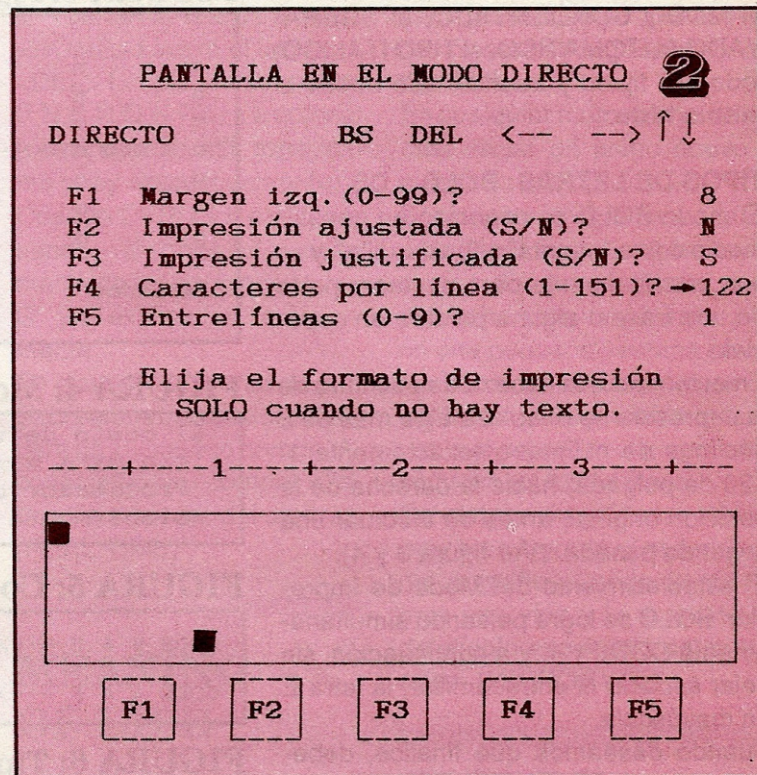 PANTALLA EN EL MODO DIRECTO 2
DIRECTO BS DEL <-- --> ↑ ↓
F1 Margen izq.(0-99)? 8
F2 Impresión ajustada (S/N)? N
F3 Impresión justificada (S/N)? S
F4 Caracteres por línea (1-151)?→122
F5 Entrelíneas (0-9)? 1
Elija el formato de impresión
SOLO cuando no hay texto.
----+----1----+----2----+----3----+---
F1 F2 F3 F4 F5